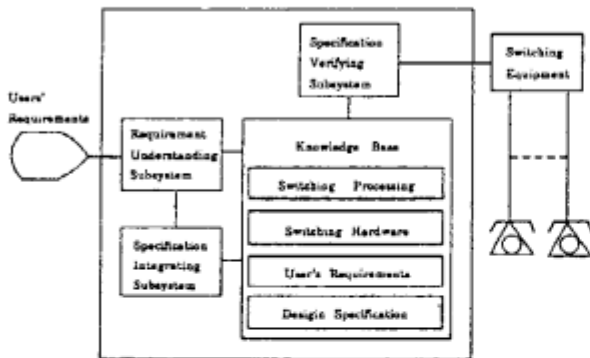 Specification
Verifying
Subsystem
Switching
Equipment
Users'
Requirements
Requirement
Understanding
Subsystem
Knowledge Base
Switching Processing
Switching Hardware
User's Requirements
Design Specification
Specification
Integrating
Subsystem